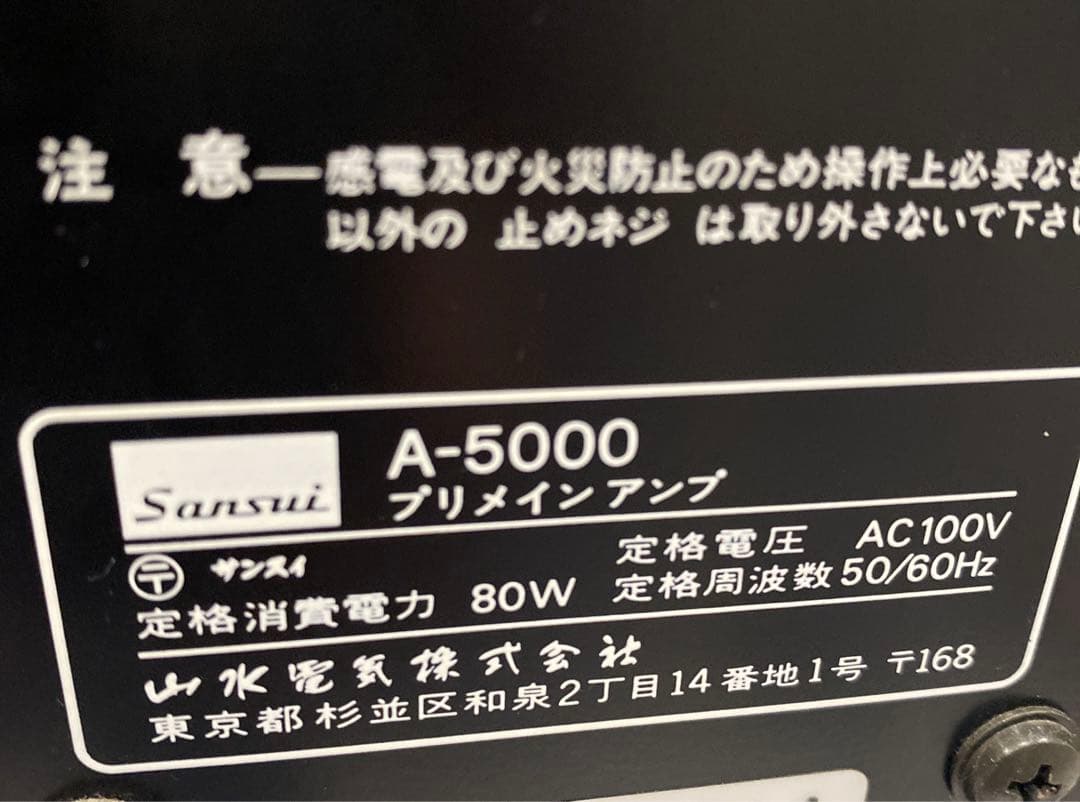 注 意―感電及び火災防止のため操作上必要なも
以外の 止めネジ は取り外さないで下さい
Sansui
A-5000
プリメインアンプ
〒 サンスイ
定格電圧 AC100V
定格消費電力 80W
定格周波数 50/60Hz
山水電気株式会社
東京都杉並区和泉2丁目14番地1号 〒168